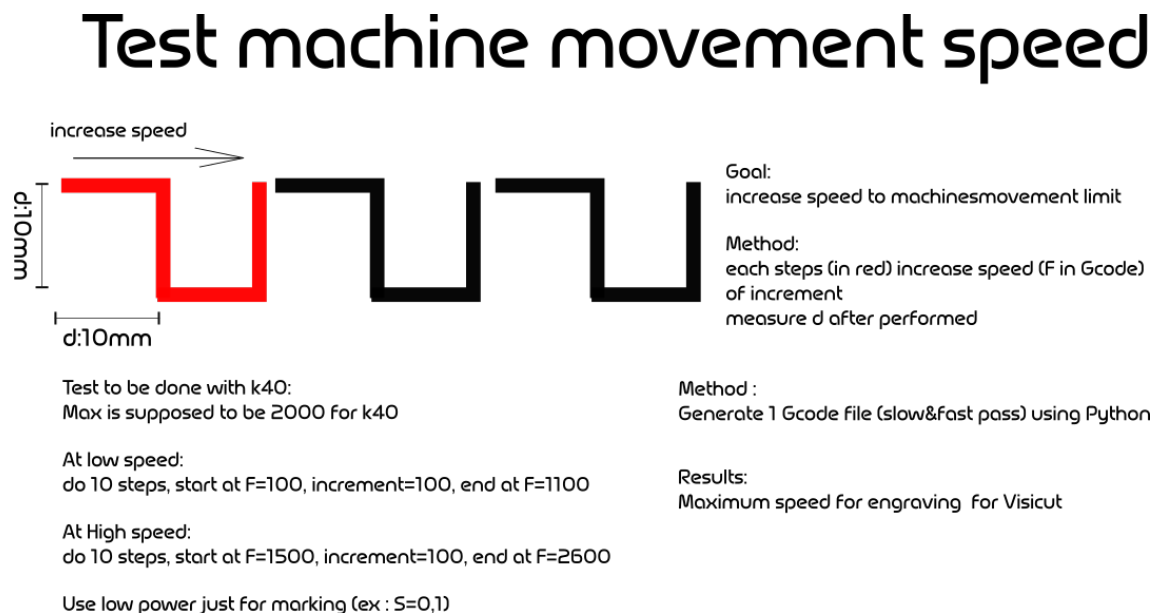 Test machine movement speed
increase speed
d:10mm
d:10mm
Goal:
increase speed to machinesmovement limit
Method:
each steps (in red) increase speed (F in Gcode)
of increment
measure d after performed
Test to be done with k40:
Max is supposed to be 2000 for k40
At low speed:
do 10 steps, start at F=100, increment=100, end at F=1100
At High speed:
do 10 steps, start at F=1500, increment=100, end at F=2600
Use low power just for marking (ex : S=0,1)
Method :
Generate 1 Gcode file (slow&fast pass) using Python
Results:
Maximum speed for engraving for Visicut